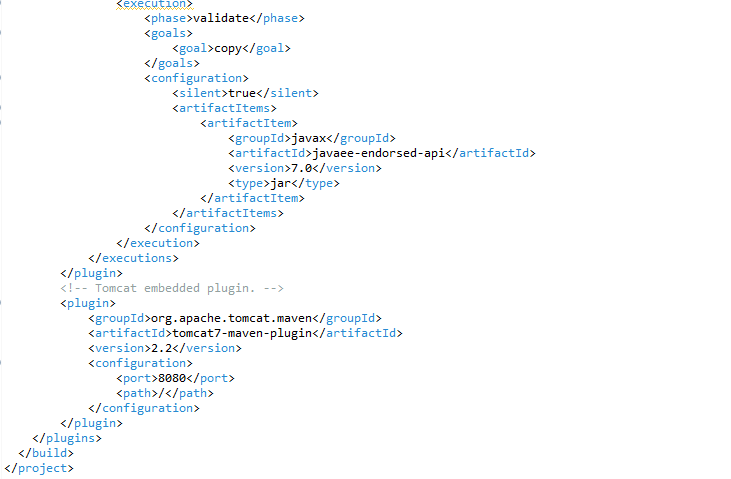 <execution>
<phase>validate</phase>
<goals>
<goal>copy</goal>
</goals>
<configuration>
<silent>true</silent>
<artifactItems>
<artifactItem>
<groupId>javax</groupId>
<artifactId>javaee-endorsed-api</artifactId>
<version>7.0</version>
<type>jar</type>
</artifactItem>
</artifactItems>
</configuration>
</execution>
</executions>
</plugin>
<!-- Tomcat embedded plugin. -->
<plugin>
<groupId>org.apache.tomcat.maven</groupId>
<artifactId>tomcat7-maven-plugin</artifactId>
<version>2.2</version>
<configuration>
<port>8080</port>
<path>/</path>
</configuration>
</plugin>
</plugins>
</build>
</project>